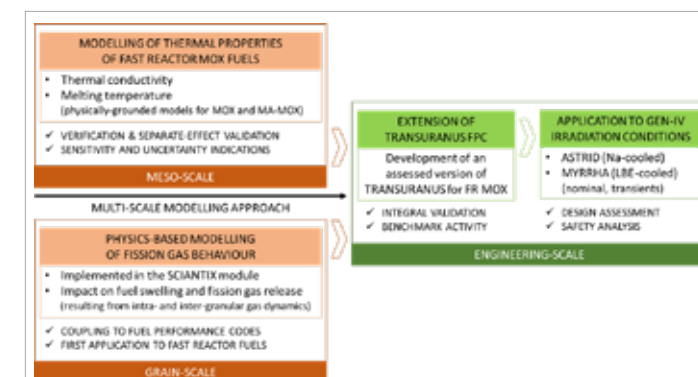 MODELLING OF THERMAL PROPERTIES
OF FAST REACTOR MOX FUELS
• Thermal conductivity
• Melting temperature
(physically-grounded models for MOX and MA-MOX)
✓ VERIFICATION & SEPARATE-EFFECT VALIDATION
✓ SENSITIVITY AND UNCERTAINTY INDICATIONS
MESO-SCALE
MULTI-SCALE MODELLING APPROACH
PHYSICS-BASED MODELLING
OF FISSION GAS BEHAVIOUR
• Implemented in the SCIANTIX module
• Impact on fuel swelling and fission gas release
(resulting from intra- and inter-granular gas dynamics)
✓ COUPLING TO FUEL PERFORMANCE CODES
✓ FIRST APPLICATION TO FAST REACTOR FUELS
GRAIN-SCALE
EXTENSION OF
TRANSURANUS FPC
Development of an
assessed version of
TRANSURANUS for FR MOX
✓ INTEGRAL VALIDATION
✓ BENCHMARK ACTIVITY
APPLICATION TO GEN-IV
IRRADIATION CONDITIONS
• ASTRID (Na-cooled)
• MYRRHA (LBE-cooled)
(nominal, transients)
✓ DESIGN ASSESSMENT
✓ SAFETY ANALYSIS
ENGINEERING-SCALE